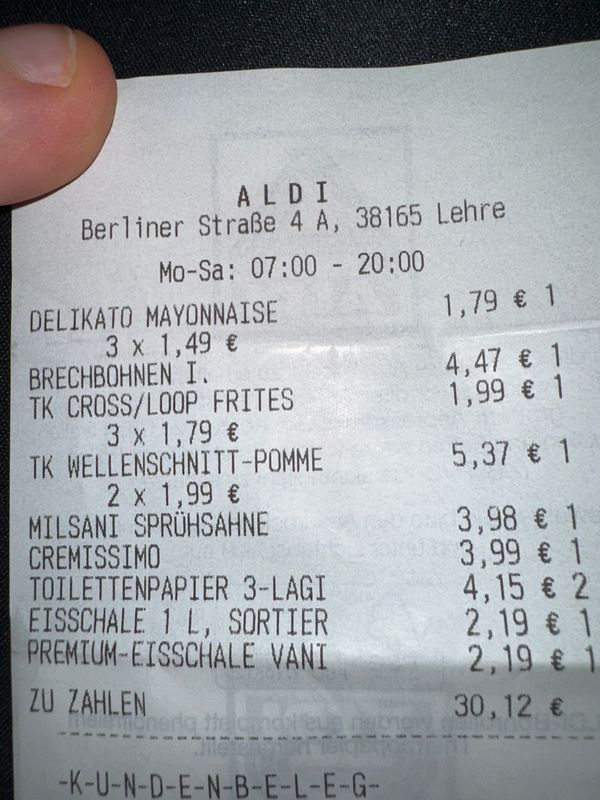 A L D I
Berliner Straße 4 A, 38165 Lehre
Mo-Sa: 07:00 - 20:00
DELIKATO MAYONNAISE 1,79 € 1
3 x 1,49 €
BRECHBOHNEN I. 4,47 € 1
TK CROSS/LOOP FRITES 1,99 € 1
3 x 1,79 €
TK WELLENSCHNITT-POMME 5,37 € 1
2 x 1,99 €
MILSANI SPRÜHSAHNE 3,98 € 1
CREMISSIMO 3,99 € 1
TOILETTENPAPIER 3-LAGI 4,15 € 2
EISSCHALE 1 L, SORTIER 2,19 € 1
PREMIUM-EISSCHALE VANI 2,19 € 1
ZU ZAHLEN 30,12 €
-K-U-N-D-E-N-B-E-L-E-G-